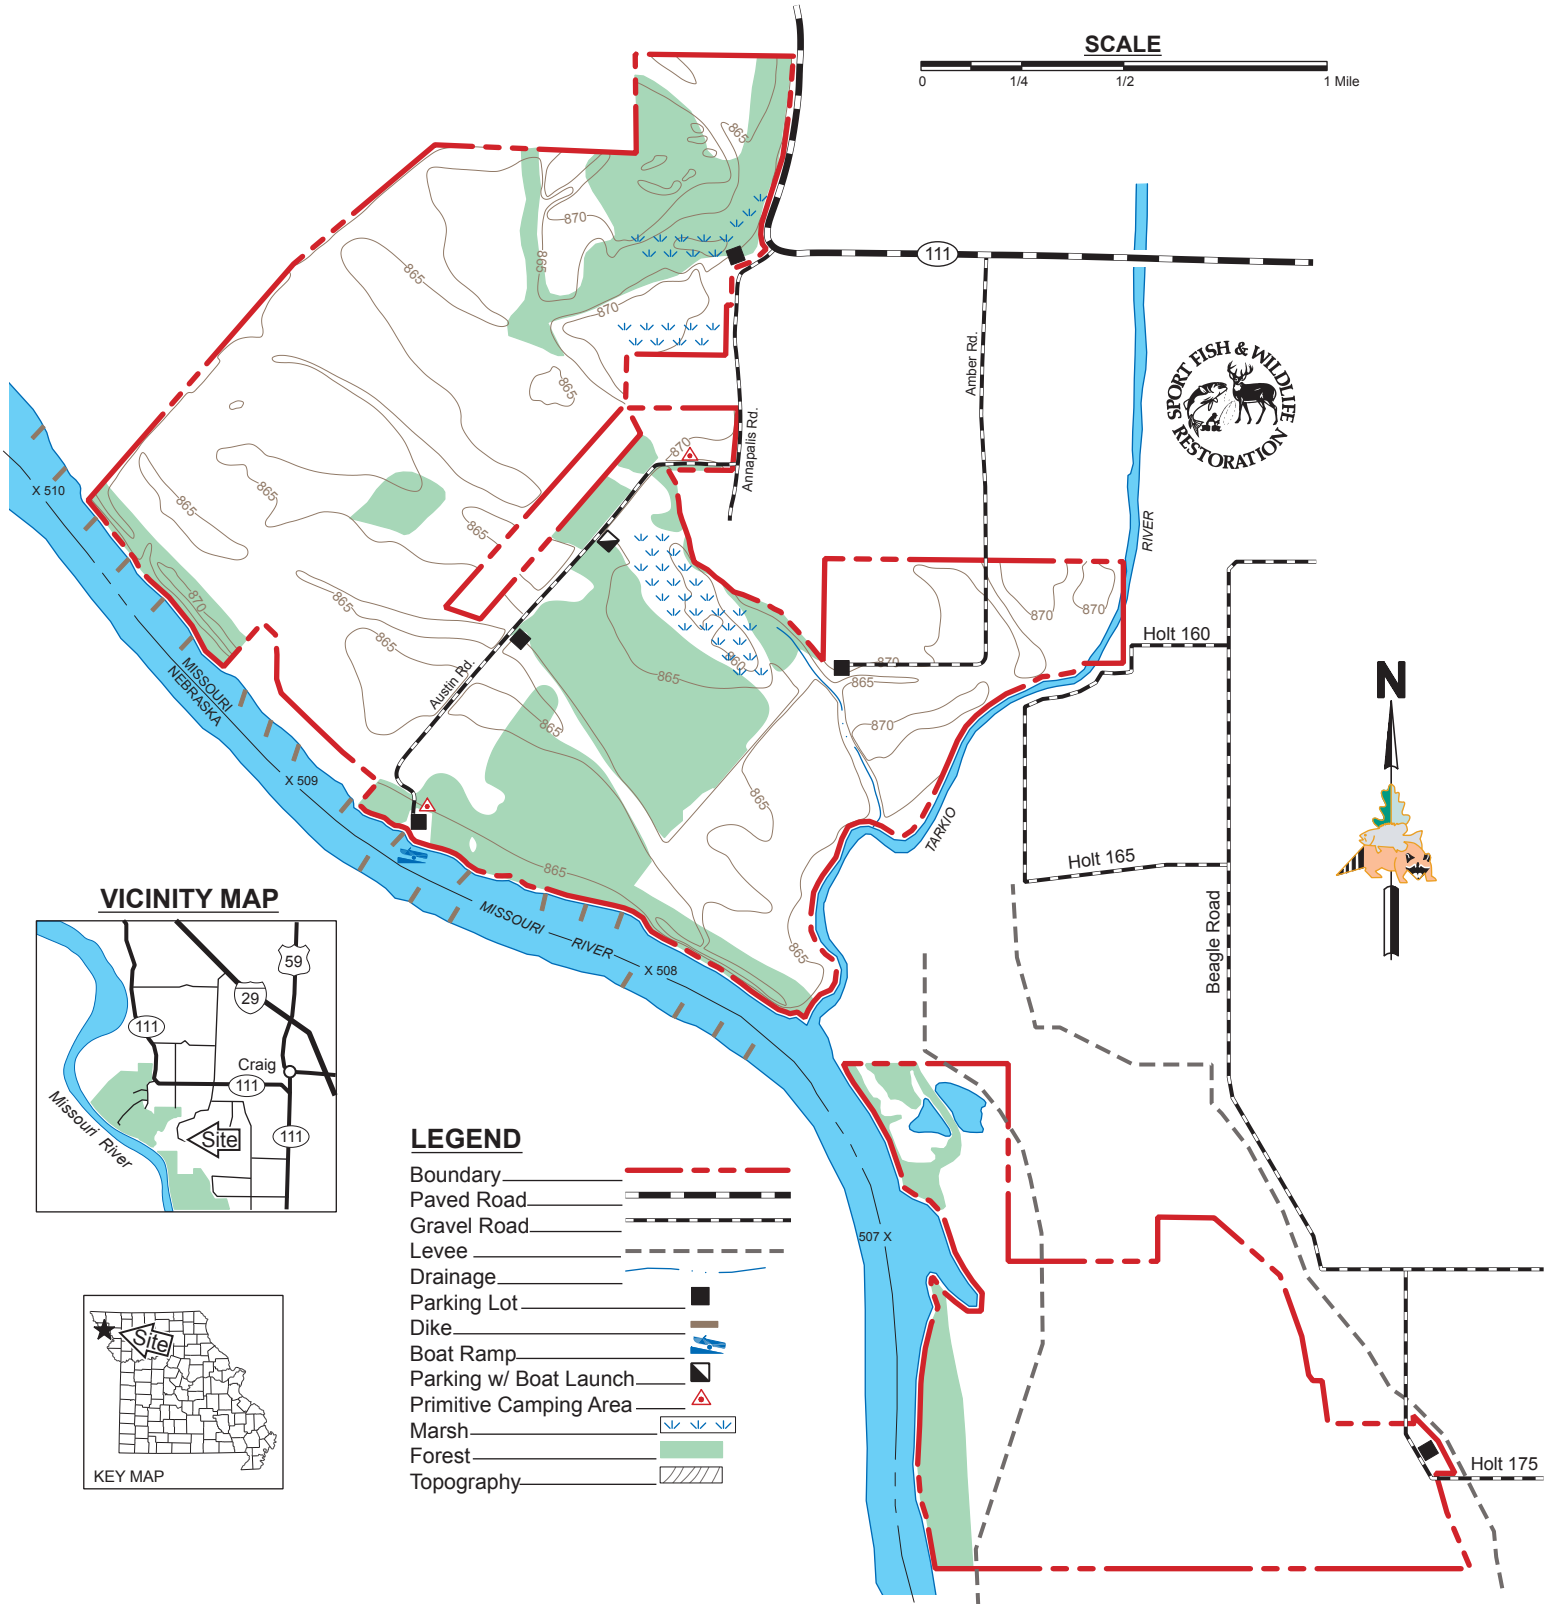 SCALE
0 1/4 1/2 1 Mile
865
870
865
111
870
865
865
Amber Rd.
SPORT FISH & WILDLIFE
RESTORATION
Annapalis Rd.
870
X 510
865
865
865
RIVER
870
865
870
870
Holt 160
865
960
870
865
865
MISSOURI
NEBRASKA
Austin Rd.
865
870
N
X 509
865
TARKIO
Holt 165
865
MISSOURI RIVER
X 508
865
Beagle Road
VICINITY MAP
59
29
111
Craig
111
Missouri River
Site
111
507 X
LEGEND
Boundary
Paved Road
Gravel Road
Levee
Drainage
Parking Lot
Dike
Boat Ramp
Parking w/ Boat Launch
Primitive Camping Area
Marsh
Forest
Topography
Site
KEY MAP
Holt 175